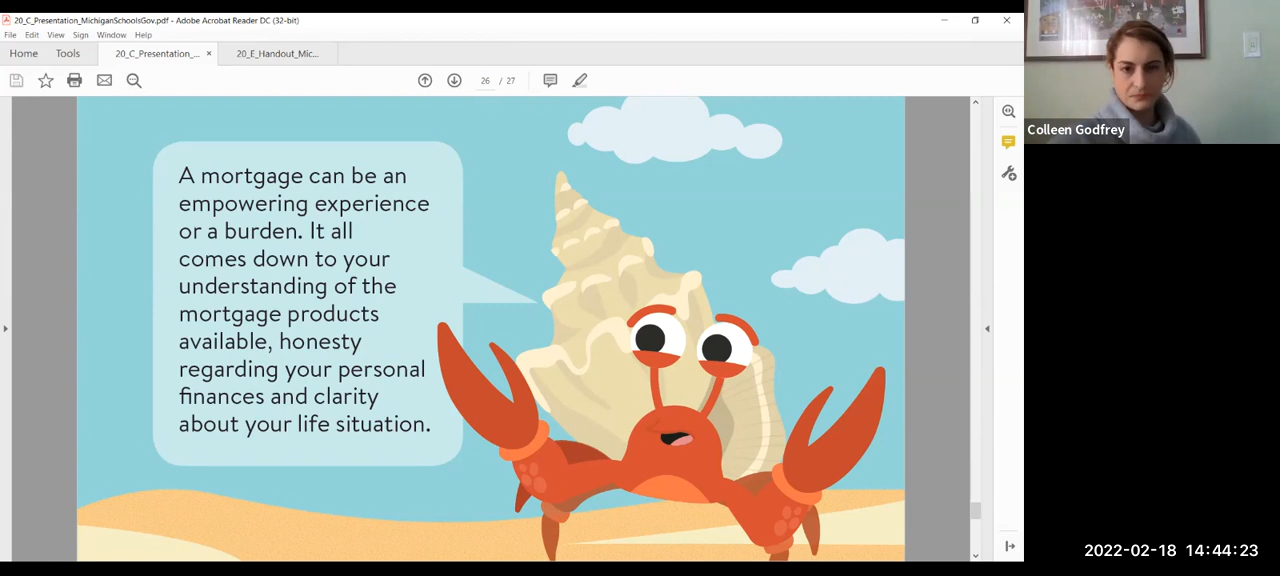 20_C_Presentation_MichiganSchoolsGov.pdf - Adobe Acrobat Reader DC (32-bit)
File Edit View Sign Window Help
Home Tools 20_C_Presentation_... × 20_E_Handout_Mic...
26 / 27
A mortgage can be an
empowering experience
or a burden. It all
comes down to your
understanding of the
mortgage products
available, honesty
regarding your personal
finances and clarity
about your life situation.
Colleen Godfrey
2022-02-18 14:44:23